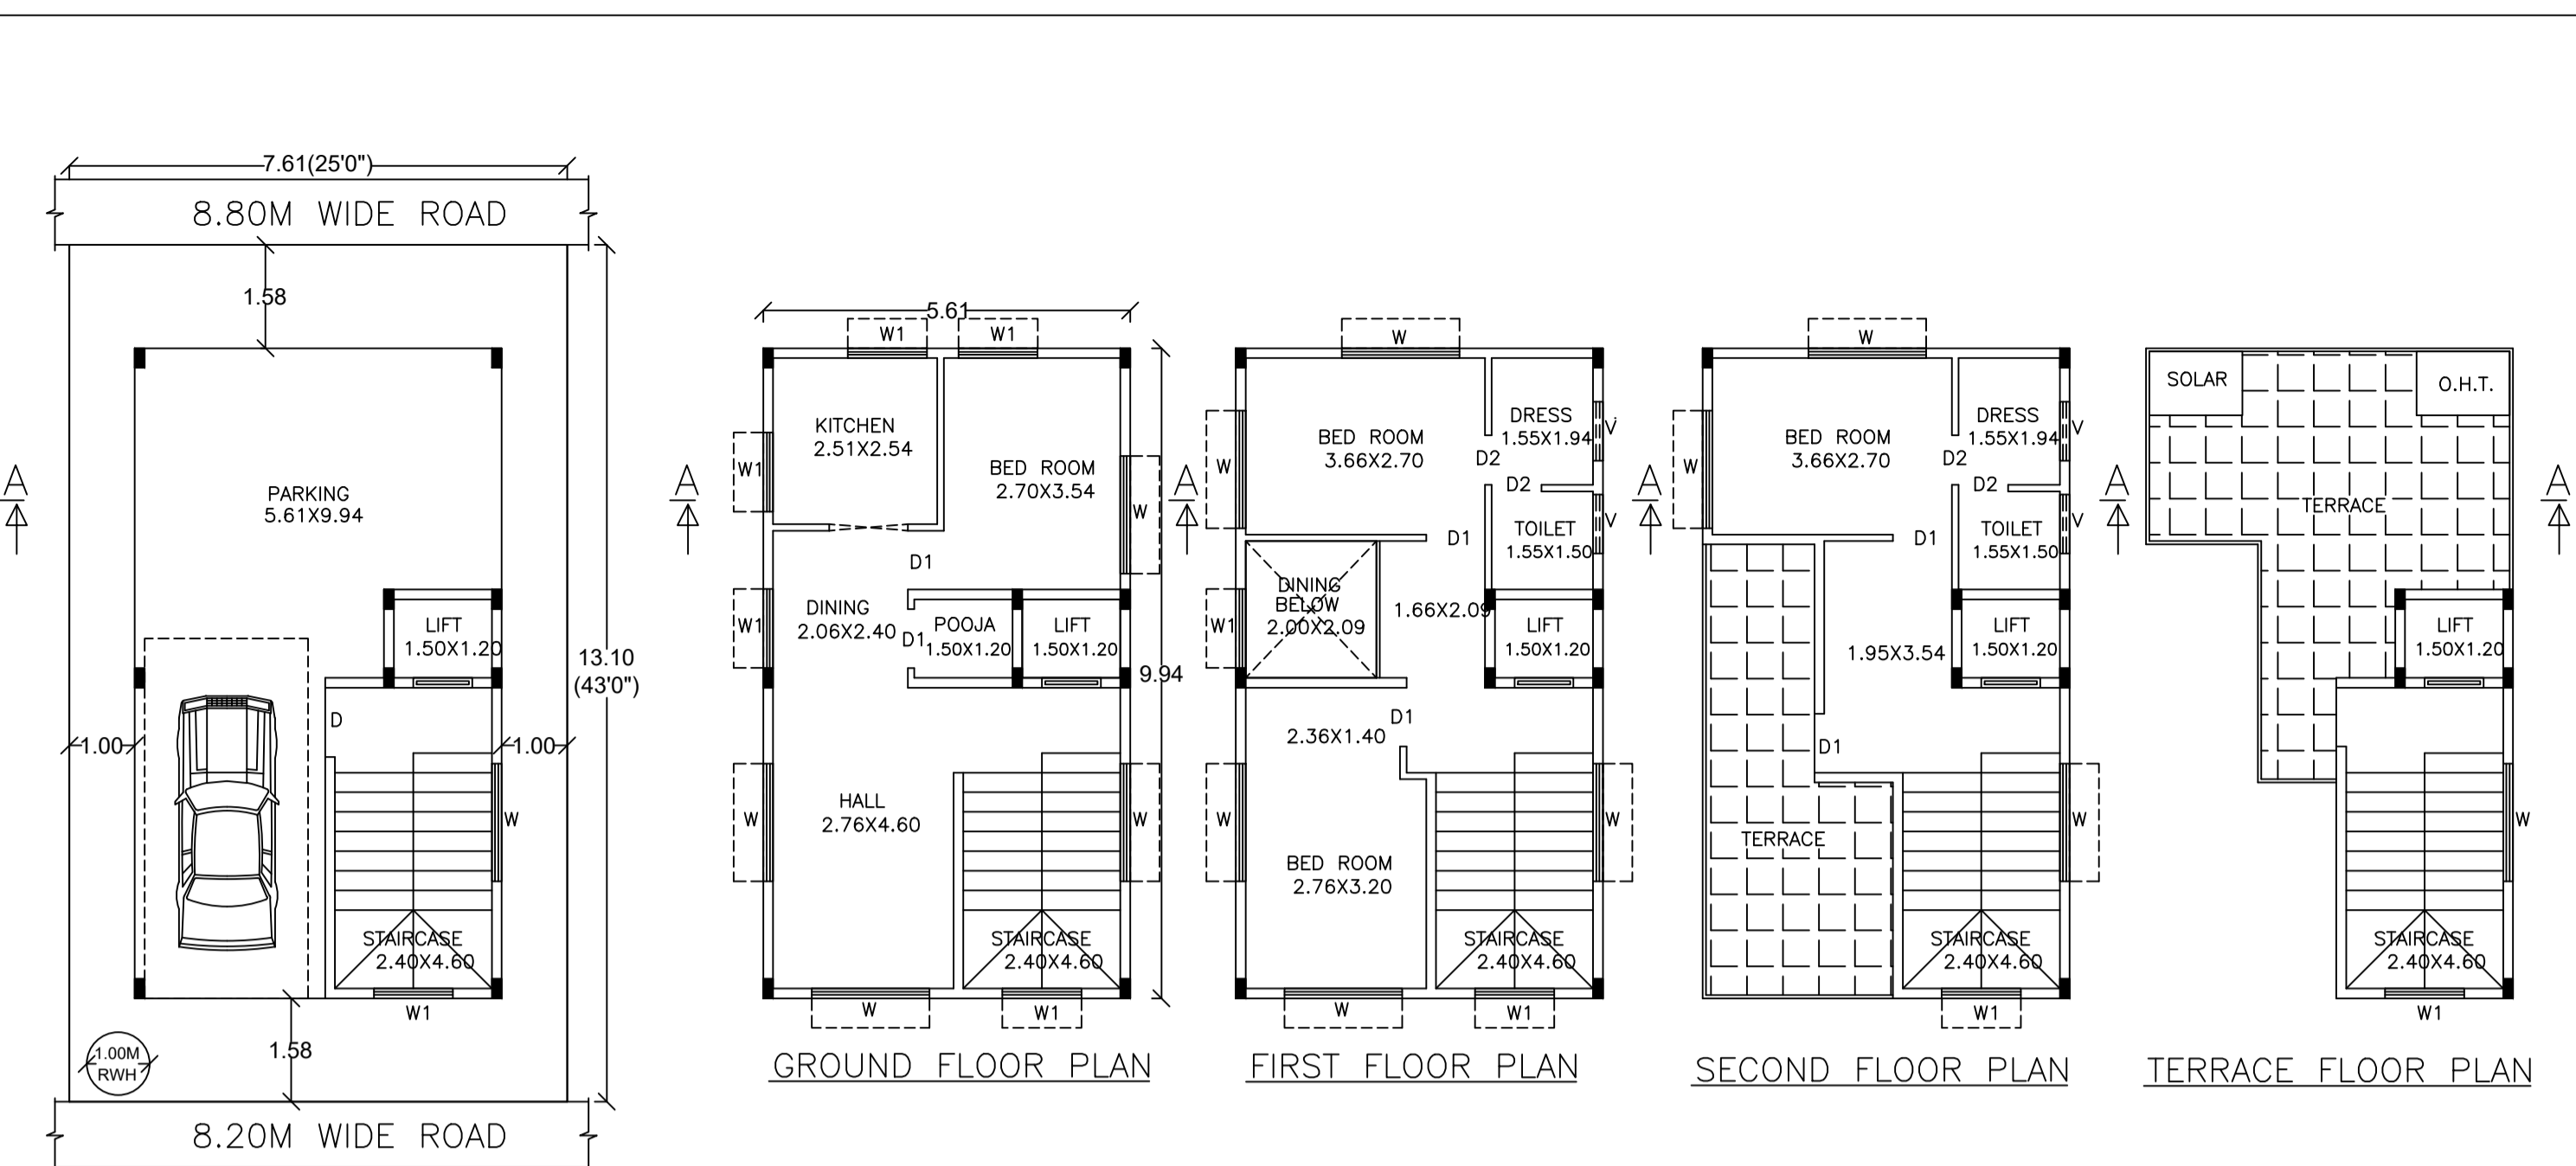 7.61(25'0")
8.80M WIDE ROAD
1.58
PARKING
5.61X9.94
A
LIFT
1.50X1.20
13.10
(43'0")
D
1.00
1.00
W
STAIRCASE
2.40X4.60
W1
1.58
1.00M
RWH
8.20M WIDE ROAD
5.61
W1
W1
KITCHEN
2.51X2.54
W1
A
BED ROOM
2.70X3.54
W
D1
DINING
2.06X2.40
W1
D1
POOJA
1.50X1.20
LIFT
1.50X1.20
9.94
HALL
2.76X4.60
W
W
STAIRCASE
2.40X4.60
W
W1
GROUND FLOOR PLAN
W
BED ROOM
3.66X2.70
W
A
DRESS
1.55X1.94
V
D2
D2
TOILET
1.55X1.50
V
D1
DINING
BELOW
2.00X2.09
W1
1.66X2.09
LIFT
1.50X1.20
D1
2.36X1.40
W
W
BED ROOM
2.76X3.20
STAIRCASE
2.40X4.60
W
W1
FIRST FLOOR PLAN
W
BED ROOM
3.66X2.70
W
A
DRESS
1.55X1.94
V
D2
D2
TOILET
1.55X1.50
V
D1
1.95X3.54
LIFT
1.50X1.20
D1
W
TERRACE
STAIRCASE
2.40X4.60
W1
SECOND FLOOR PLAN
SOLAR
O.H.T.
A
TERRACE
A
LIFT
1.50X1.20
W
STAIRCASE
2.40X4.60
W1
TERRACE FLOOR PLAN